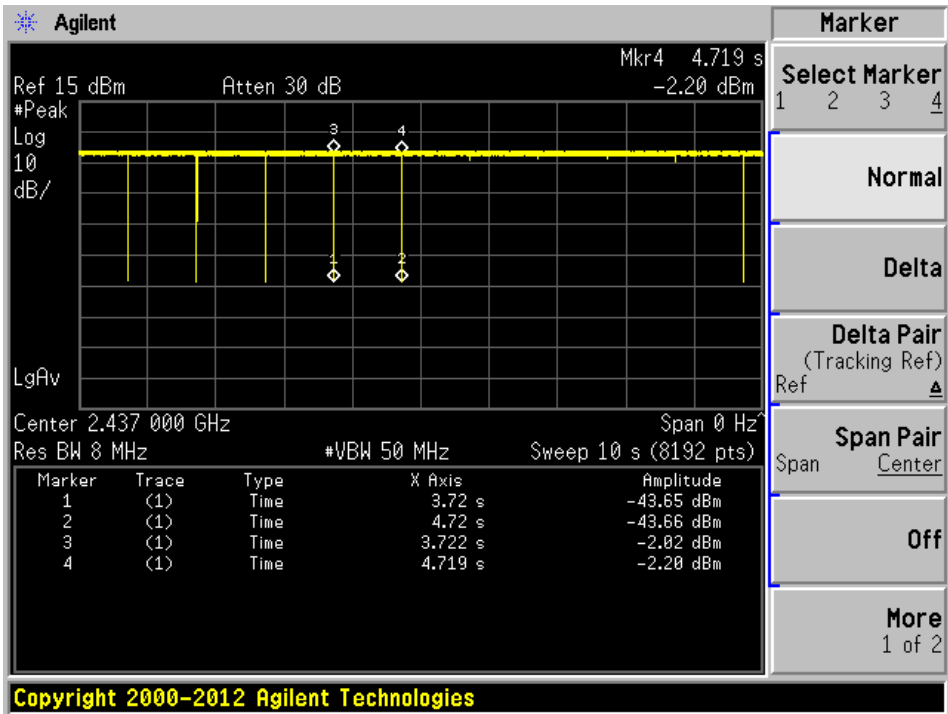 Agilent
Marker
Mkr4 4.719 s
Ref 15 dBm Atten 30 dB -2.20 dBm
#Peak
Log
10
dB/
3 4
1 2
LgAv
Center 2.437 000 GHz Span 0 Hz^
Res BW 8 MHz #VBW 50 MHz Sweep 10 s (8192 pts)
Marker Trace Type X Axis Amplitude
1 (1) Time 3.72 s -43.65 dBm
2 (1) Time 4.72 s -43.66 dBm
3 (1) Time 3.722 s -2.02 dBm
4 (1) Time 4.719 s -2.20 dBm
Select Marker
1 2 3 4
Normal
Delta
Delta Pair
(Tracking Ref)
Ref Δ
Span Pair
Span Center
Off
More
1 of 2
Copyright 2000-2012 Agilent Technologies